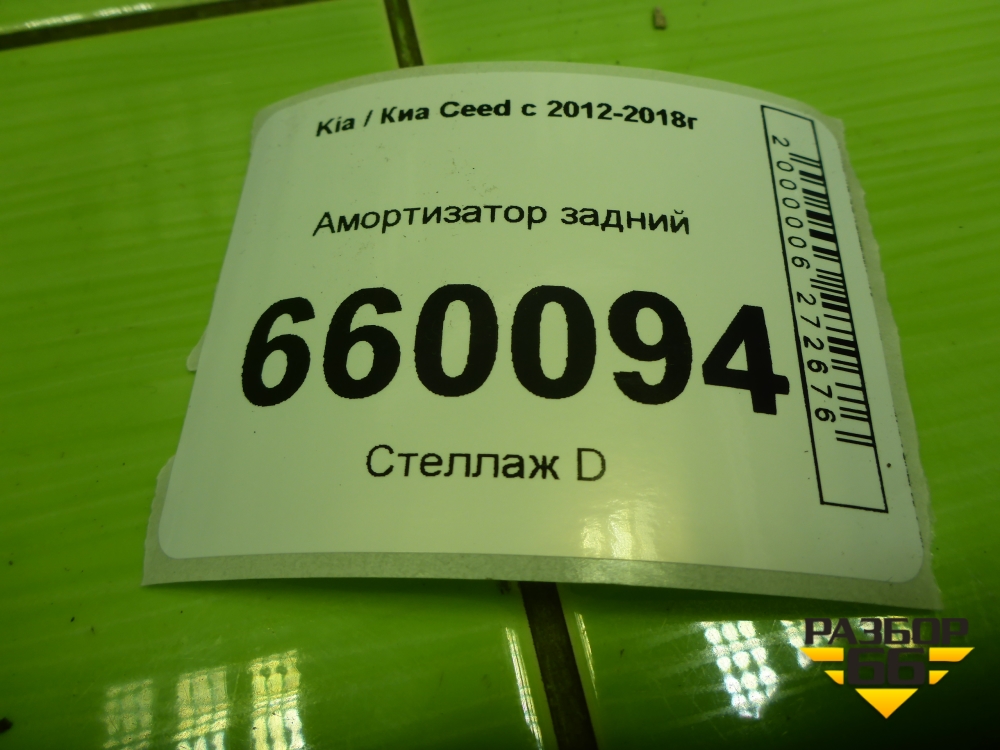 Kia / Киа Ceed с 2012-2018г
Амортизатор задний
660094
Стеллаж D
2000006272676
РАЗБОР
66